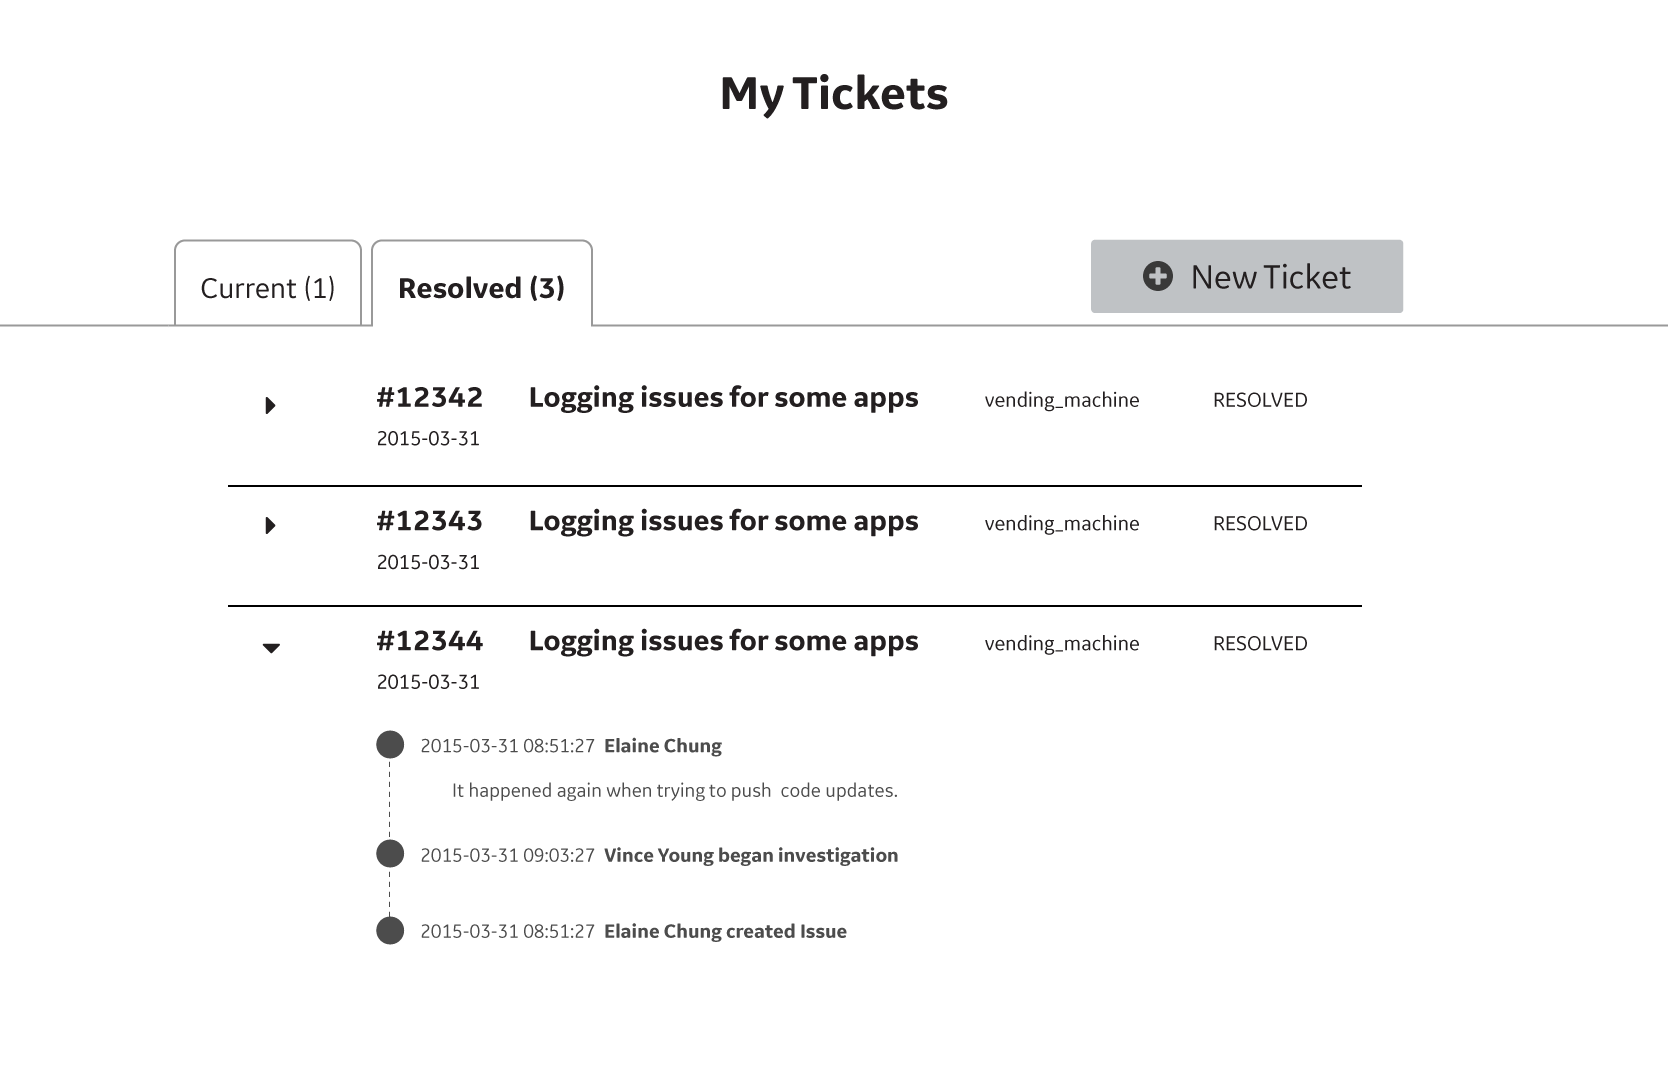 My Tickets
Current (1) Resolved (3) New Ticket
#12342 Logging issues for some apps vending_machine RESOLVED
2015-03-31
#12343 Logging issues for some apps vending_machine RESOLVED
2015-03-31
#12344 Logging issues for some apps vending_machine RESOLVED
2015-03-31
2015-03-31 08:51:27 Elaine Chung
It happened again when trying to push  code updates.
2015-03-31 09:03:27 Vince Young began investigation
2015-03-31 08:51:27 Elaine Chung created Issue